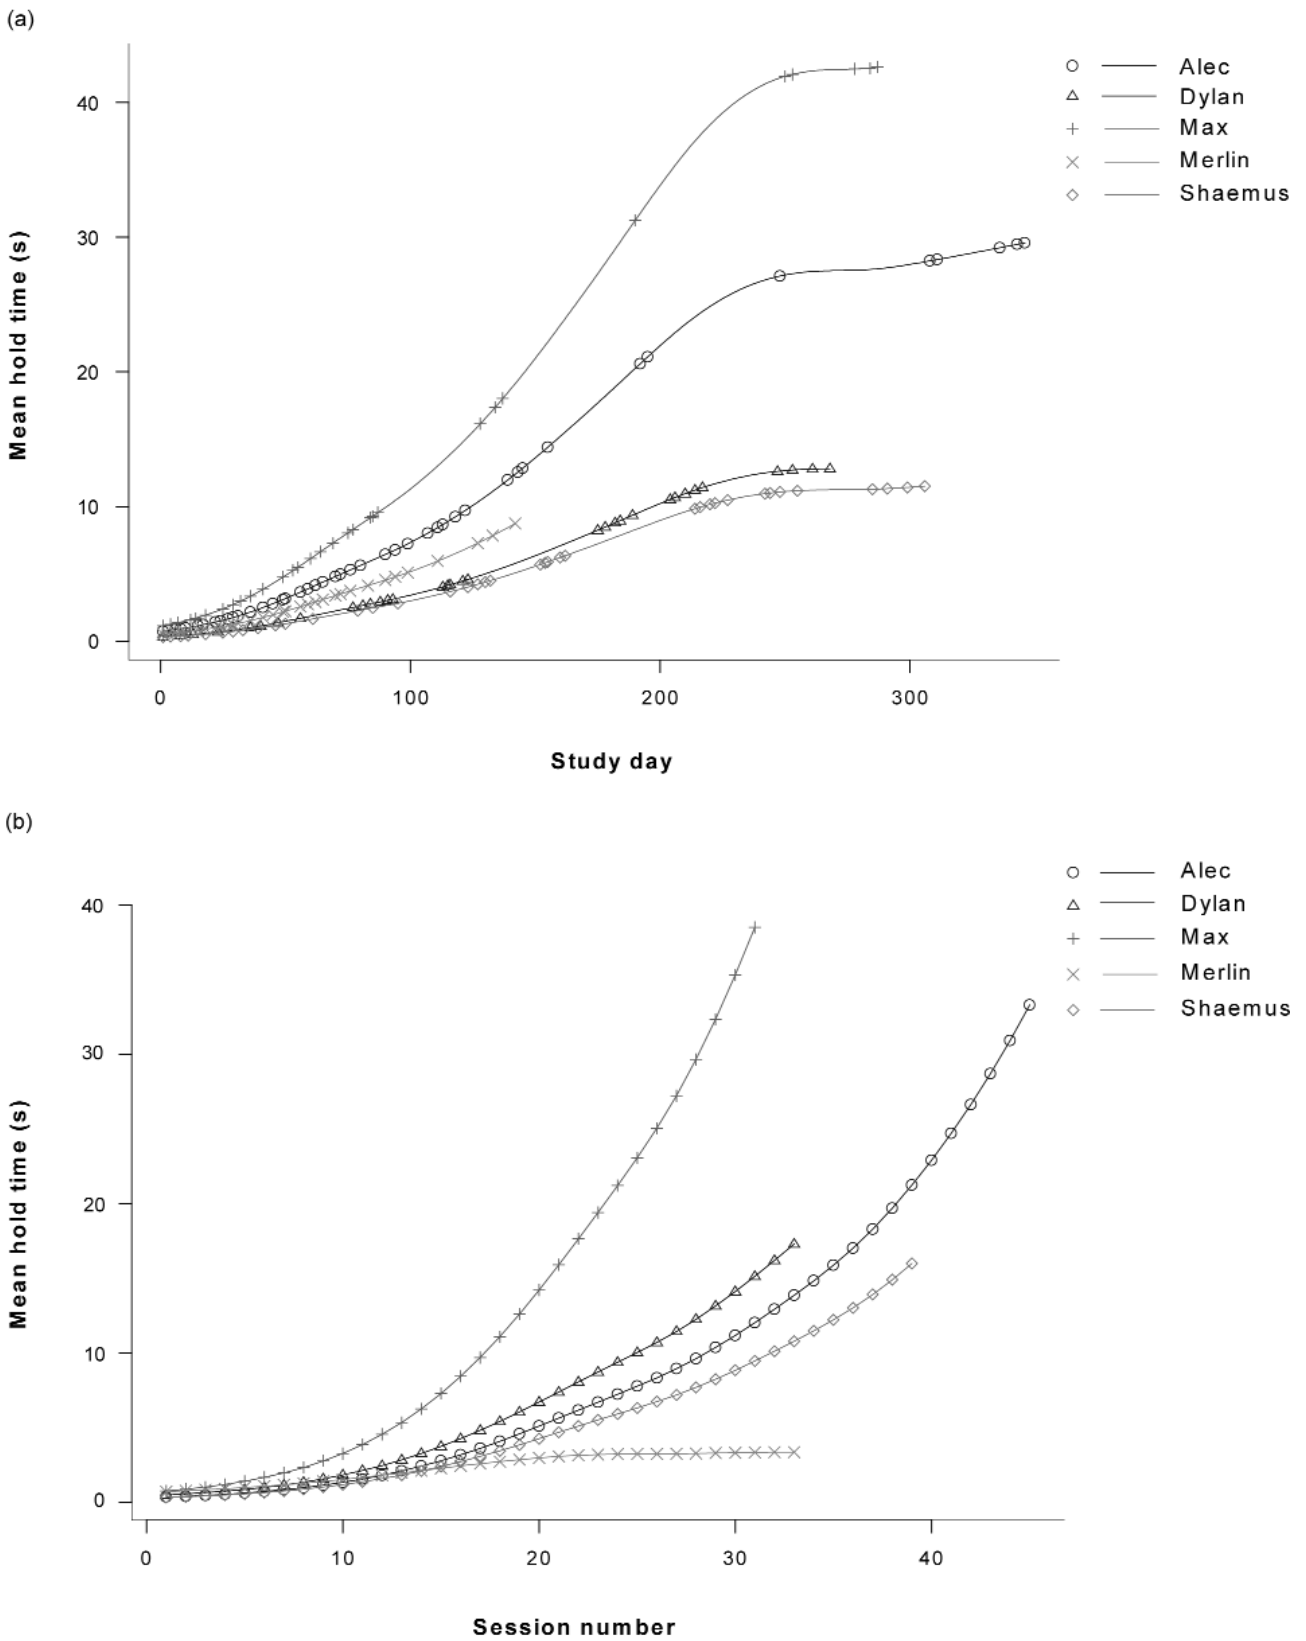 (a)
40
30
20
10
0
Mean hold time (s)
0 100 200 300
Study day
Alec
Dylan
Max
Merlin
Shaemus
(b)
40
30
20
10
0
Mean hold time (s)
0 10 20 30 40
Session number
Alec
Dylan
Max
Merlin
Shaemus